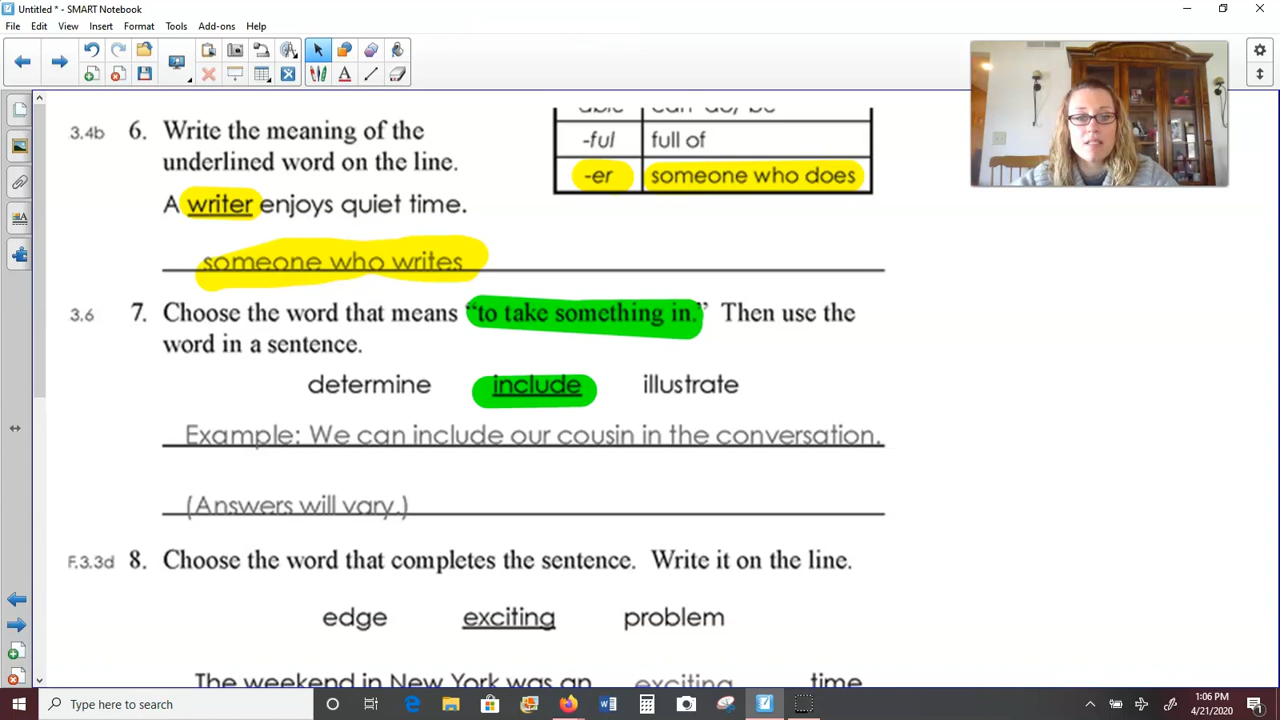 Untitled * - SMART Notebook
File Edit View Insert Format Tools Add-ons Help
-able can do/be
-ful full of
-er someone who does
3.4b 6. Write the meaning of the
underlined word on the line.
A writer enjoys quiet time.
someone who writes
3.6 7. Choose the word that means “to take something in.” Then use the
word in a sentence.
determine include illustrate
Example: We can include our cousin in the conversation.
(Answers will vary.)
F.3.3d 8. Choose the word that completes the sentence. Write it on the line.
edge exciting problem
The weekend in New York was an exciting time
Type here to search
1:06 PM
4/21/2020